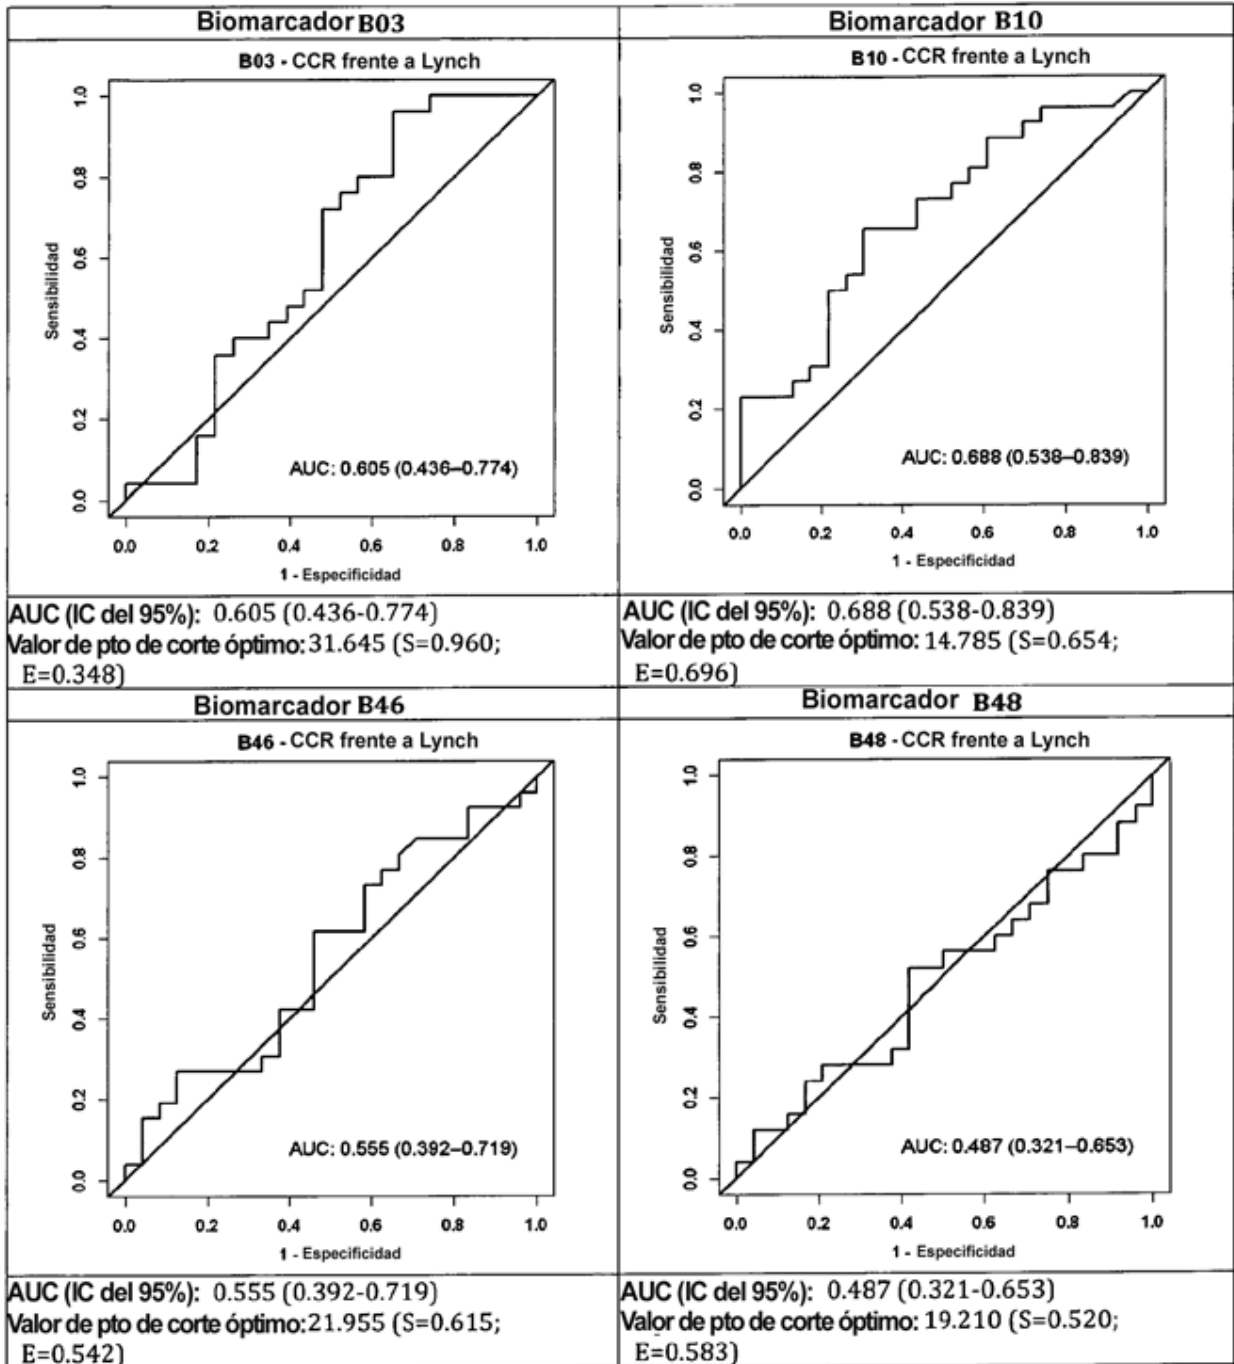 Biomarcador B03
B03 - CCR frente a Lynch
Sensibilidad
1.0
0.8
0.6
0.4
0.2
0.0
AUC: 0.605 (0.436–0.774)
0.0 0.2 0.4 0.6 0.8 1.0
1 - Especificidad
AUC (IC del 95%): 0.605 (0.436-0.774)
Valor de pto de corte óptimo: 31.645 (S=0.960;
E=0.348)
Biomarcador B10
B10 - CCR frente a Lynch
Sensibilidad
1.0
0.8
0.6
0.4
0.2
0.0
AUC: 0.688 (0.538–0.839)
0.0 0.2 0.4 0.6 0.8 1.0
1 - Especificidad
AUC (IC del 95%): 0.688 (0.538-0.839)
Valor de pto de corte óptimo: 14.785 (S=0.654;
E=0.696)
Biomarcador B46
B46 - CCR frente a Lynch
Sensibilidad
1.0
0.8
0.6
0.4
0.2
0.0
AUC: 0.555 (0.392–0.719)
0.0 0.2 0.4 0.6 0.8 1.0
1 - Especificidad
AUC (IC del 95%): 0.555 (0.392-0.719)
Valor de pto de corte óptimo: 21.955 (S=0.615;
E=0.542)
Biomarcador B48
B48 - CCR frente a Lynch
Sensibilidad
1.0
0.8
0.6
0.4
0.2
0.0
AUC: 0.487 (0.321–0.653)
0.0 0.2 0.4 0.6 0.8 1.0
1 - Especificidad
AUC (IC del 95%): 0.487 (0.321-0.653)
Valor de pto de corte óptimo: 19.210 (S=0.520;
E=0.583)